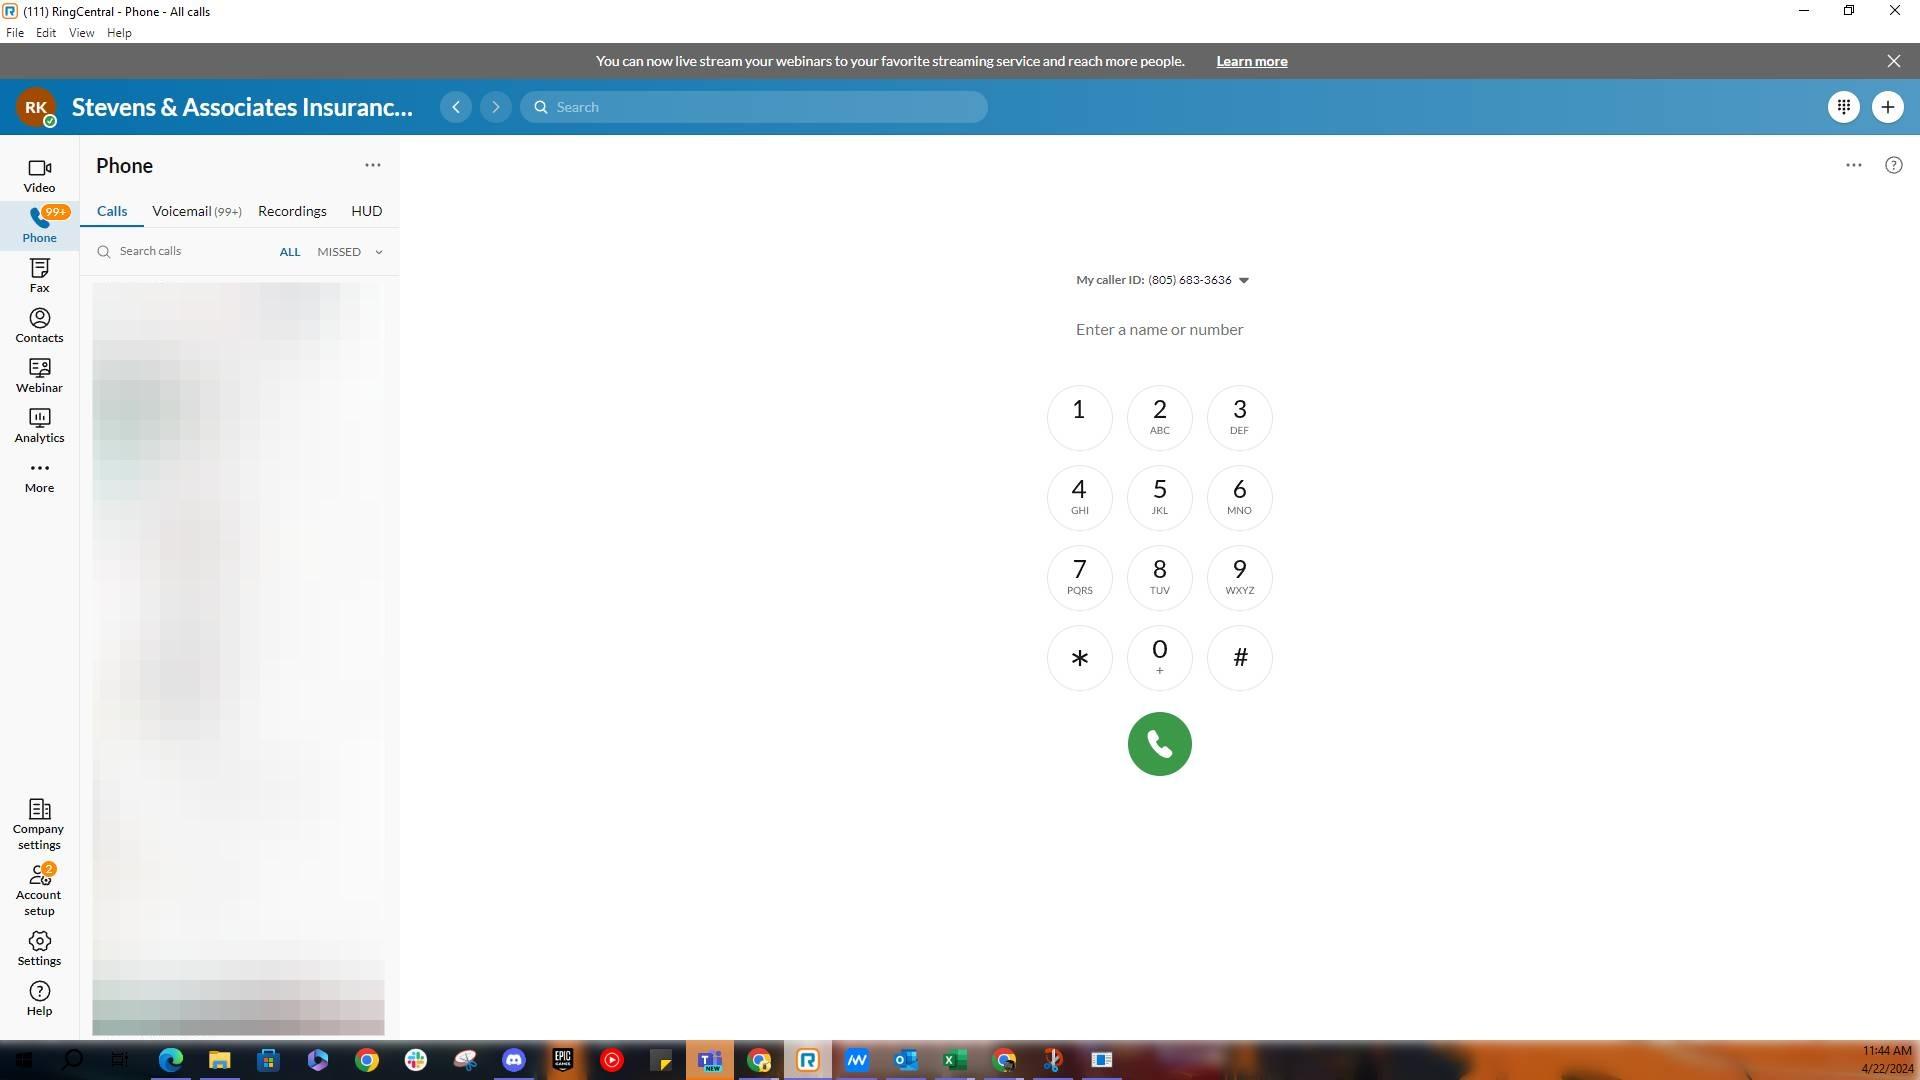 (111) RingCentral - Phone - All calls
File Edit View Help
You can now live stream your webinars to your favorite streaming service and reach more people. Learn more
RK Stevens & Associates Insuranc... Search
Video
99+
Phone
Fax
Contacts
Webinar
Analytics
More
Company
settings
2
Account
setup
Settings
Help
Phone
Calls Voicemail (99+) Recordings HUD
Search calls ALL MISSED
My caller ID: (805) 683-3636
Enter a name or number
1 2 3
ABC DEF
4 5 6
GHI JKL MNO
7 8 9
PQRS TUV WXYZ
* 0 #
+
EPIC GAMES
NEW
11:44 AM
4/22/2024